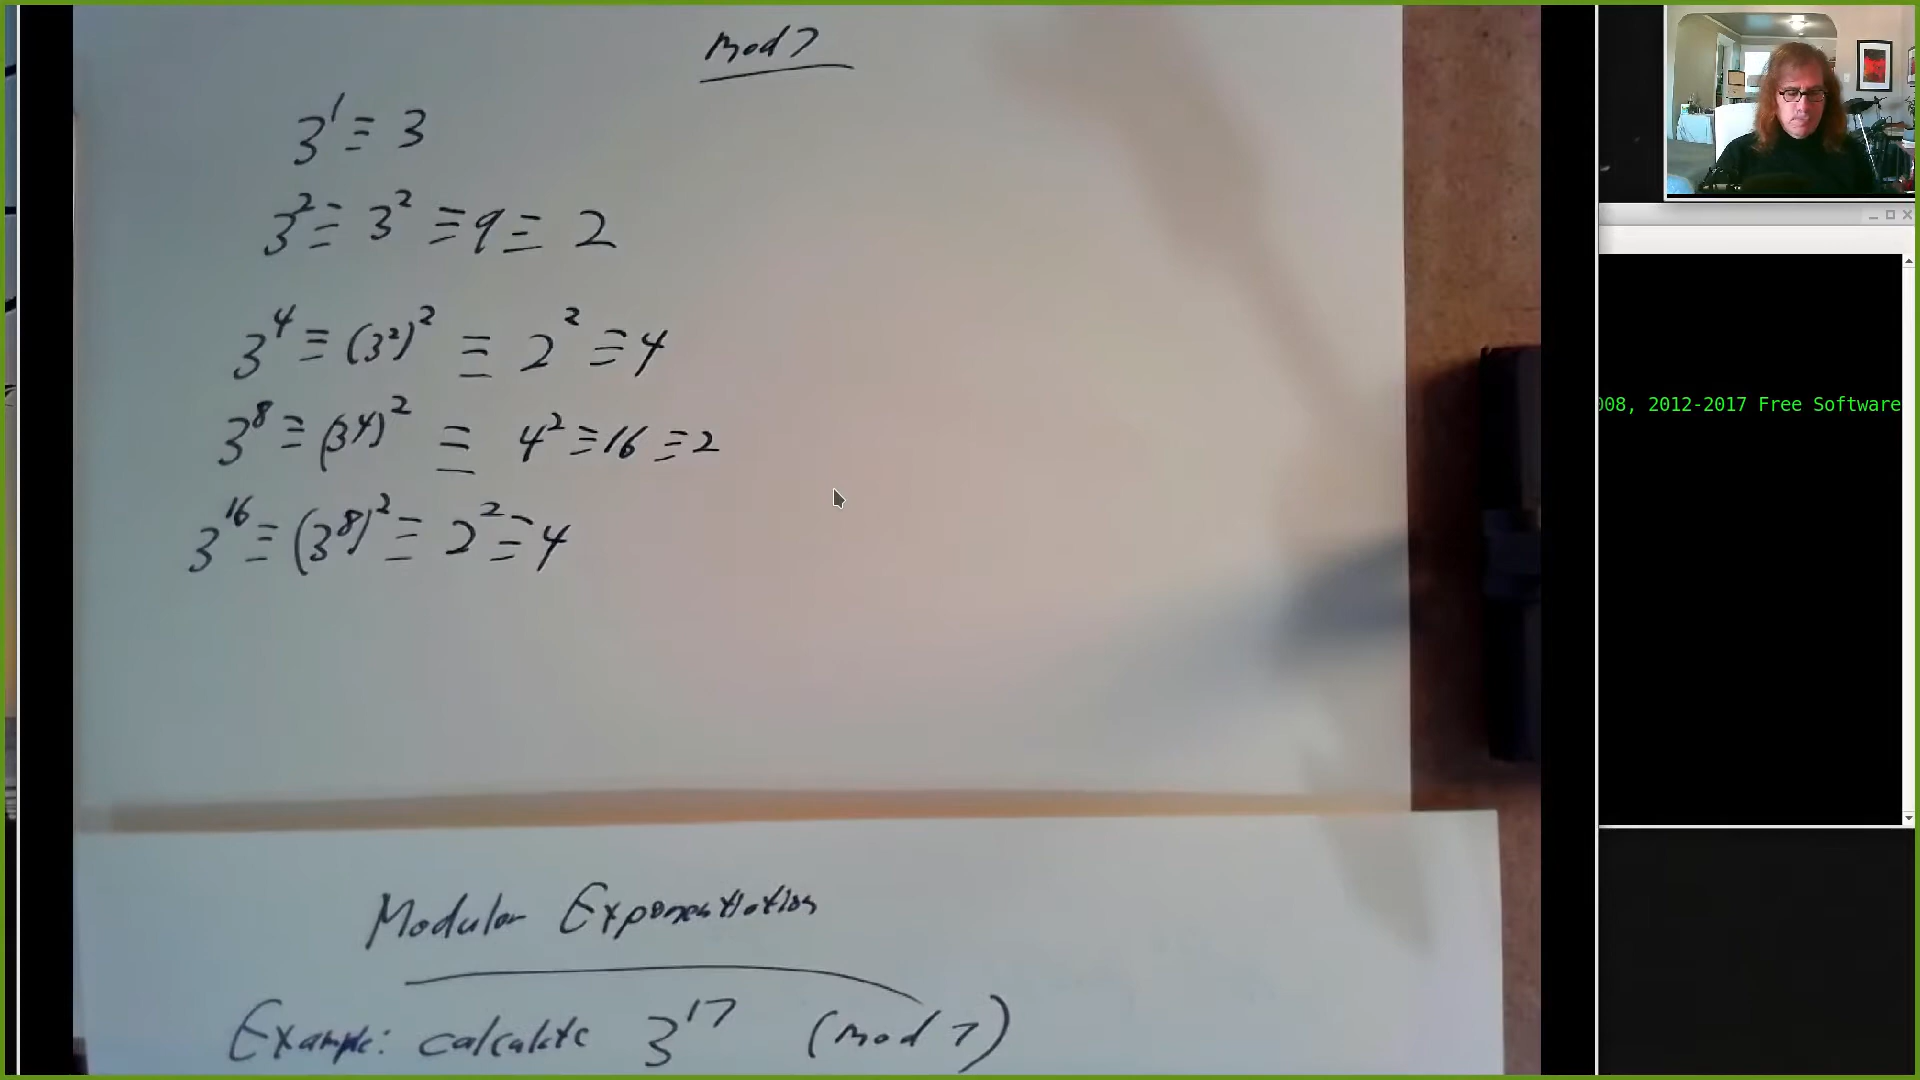 mod 7
3^1 ≡ 3
3^2 ≡ 3^2 ≡ 9 ≡ 2
3^4 ≡ (3^2)^2 ≡ 2^2 ≡ 4
3^8 ≡ (3^4)^2 ≡ 4^2 ≡ 16 ≡ 2
3^16 ≡ (3^8)^2 ≡ 2^2 ≡ 4
Modular Exponentiation
Example: calculate 3^17 (mod 7)
008, 2012-2017 Free Software